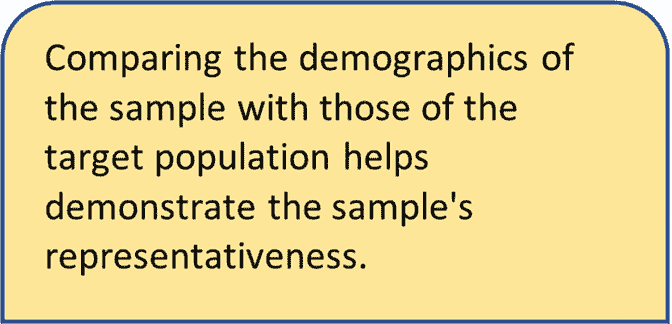 Comparing the demographics of
the sample with those of the
target population helps
demonstrate the sample's
representativeness.